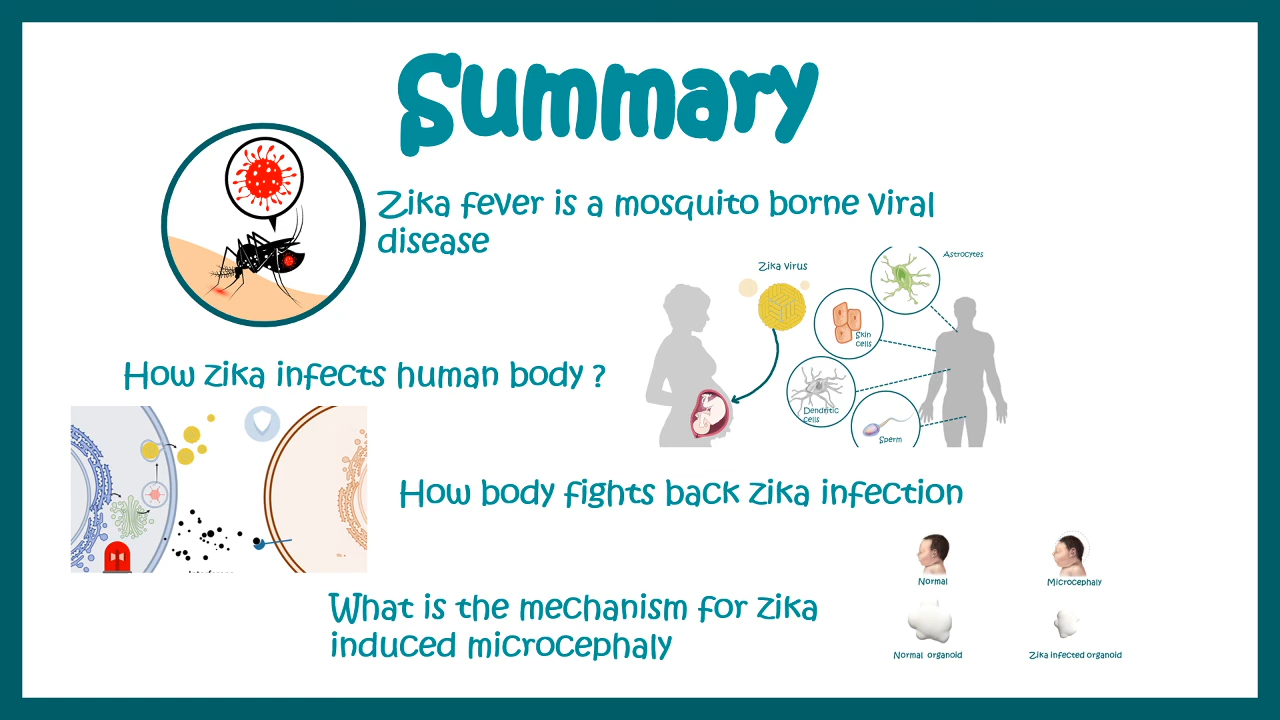 Summary
Zika fever is a mosquito borne viral
disease
Zika virus
Astrocytes
Skin
cells
Dendritic
cells
Sperm
How zika infects human body ?
How body fights back zika infection
Normal
Microcephaly
What is the mechanism for zika
induced microcephaly
Normal organoid
Zika infected organoid